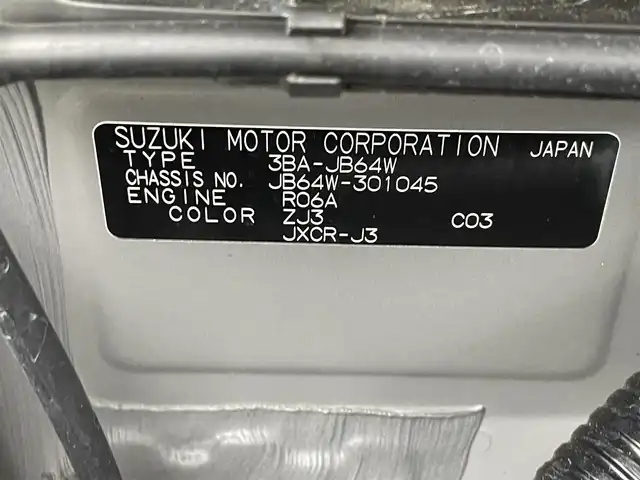 SUZUKI MOTOR CORPORATION JAPAN
TYPE 3BA-JB64W
CHASSIS NO. JB64W-301045
ENGINE R06A
COLOR ZJ3 C03
JXCR-J3